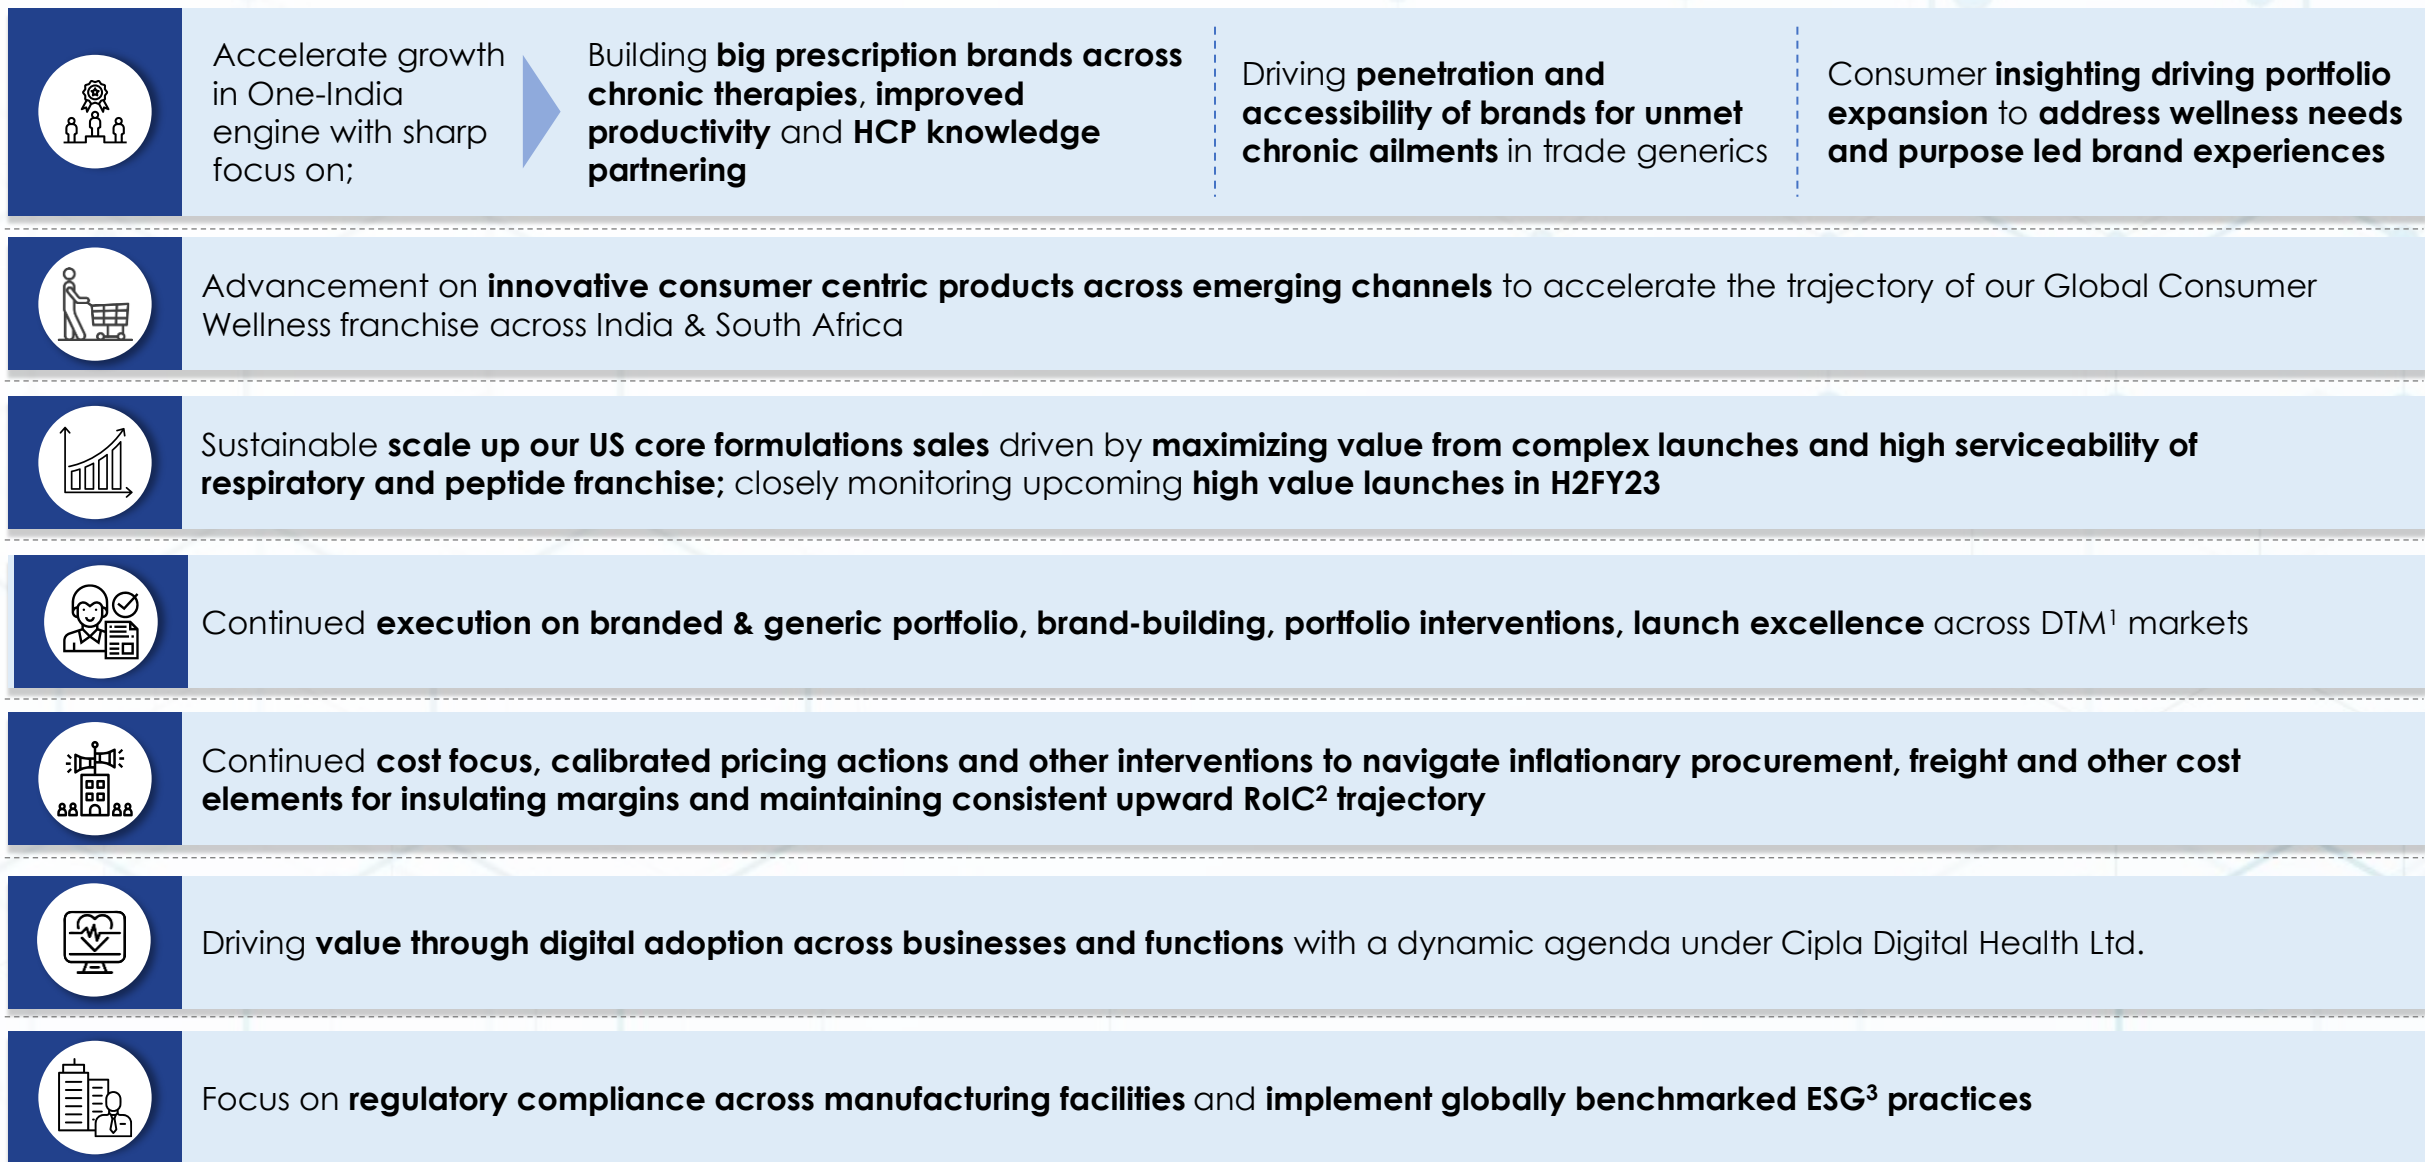 Accelerate growth
in One-India
engine with sharp
focus on;
Building big prescription brands across
chronic therapies, improved
productivity and HCP knowledge
partnering
Driving penetration and
accessibility of brands for unmet
chronic ailments in trade generics
Consumer insighting driving portfolio
expansion to address wellness needs
and purpose led brand experiences
Advancement on innovative consumer centric products across emerging channels to accelerate the trajectory of our Global Consumer
Wellness franchise across India & South Africa
Sustainable scale up our US core formulations sales driven by maximizing value from complex launches and high serviceability of
respiratory and peptide franchise; closely monitoring upcoming high value launches in H2FY23
Continued execution on branded & generic portfolio, brand-building, portfolio interventions, launch excellence across DTM¹ markets
Continued cost focus, calibrated pricing actions and other interventions to navigate inflationary procurement, freight and other cost
elements for insulating margins and maintaining consistent upward RoIC² trajectory
Driving value through digital adoption across businesses and functions with a dynamic agenda under Cipla Digital Health Ltd.
Focus on regulatory compliance across manufacturing facilities and implement globally benchmarked ESG³ practices